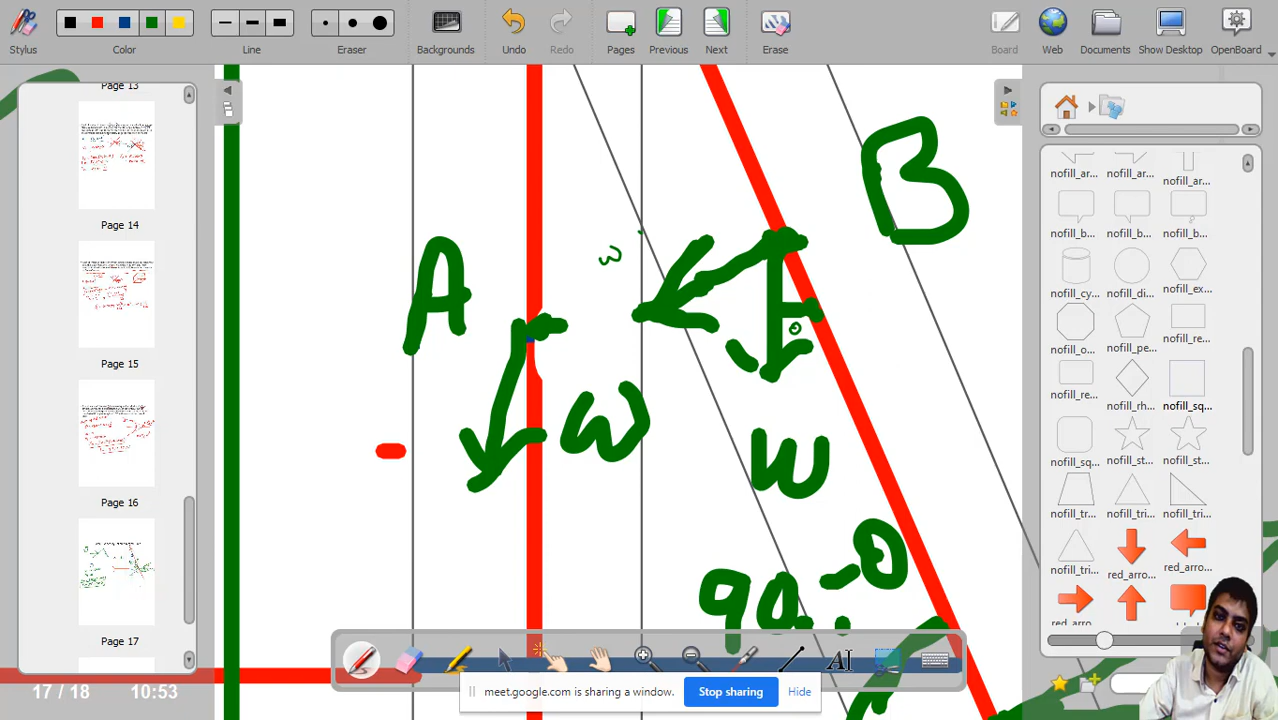 Stylus
Color
Line
Eraser
Backgrounds
Undo
Redo
Pages
Previous
Next
Erase
Board
Web
Documents
Show Desktop
OpenBoard
Page 13
Page 14
Page 15
Page 16
Page 17
17 / 18
10:53
A
B
ω
ω
W
90.-θ
nofill_ar...
nofill_ar...
nofill_ar...
nofill_b...
nofill_b...
nofill_b...
nofill_cy...
nofill_di...
nofill_ex...
nofill_o...
nofill_pe...
nofill_re...
nofill_re...
nofill_rh...
nofill_sq...
nofill_sq...
nofill_st...
nofill_st...
nofill_tr...
nofill_tri...
nofill_tri...
nofill_tri...
red_arro...
red_arro...
meet.google.com is sharing a window.
Stop sharing
Hide